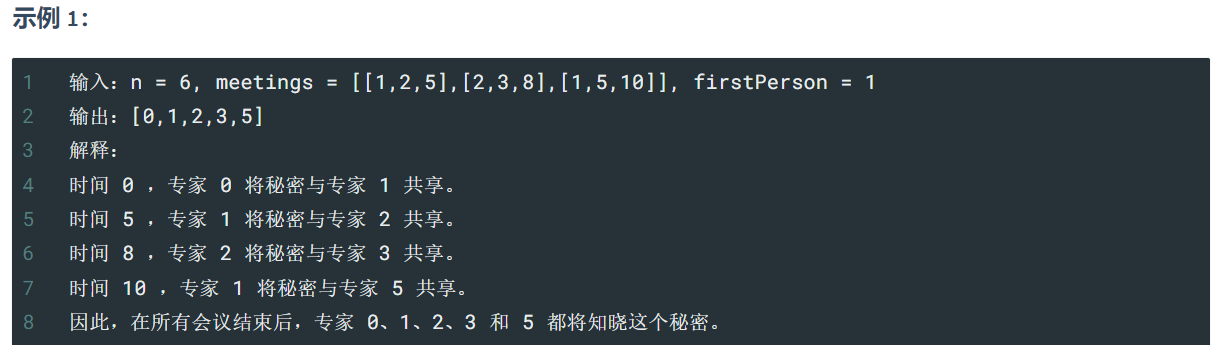 示例 1：
1 输入：n = 6, meetings = [[1,2,5],[2,3,8],[1,5,10]], firstPerson = 1
2 输出：[0,1,2,3,5]
3 解释：
4 时间 0 ，专家 0 将秘密与专家 1 共享。
5 时间 5 ，专家 1 将秘密与专家 2 共享。
6 时间 8 ，专家 2 将秘密与专家 3 共享。
7 时间 10 ，专家 1 将秘密与专家 5 共享。
8 因此，在所有会议结束后，专家 0、1、2、3 和 5 都将知晓这个秘密。